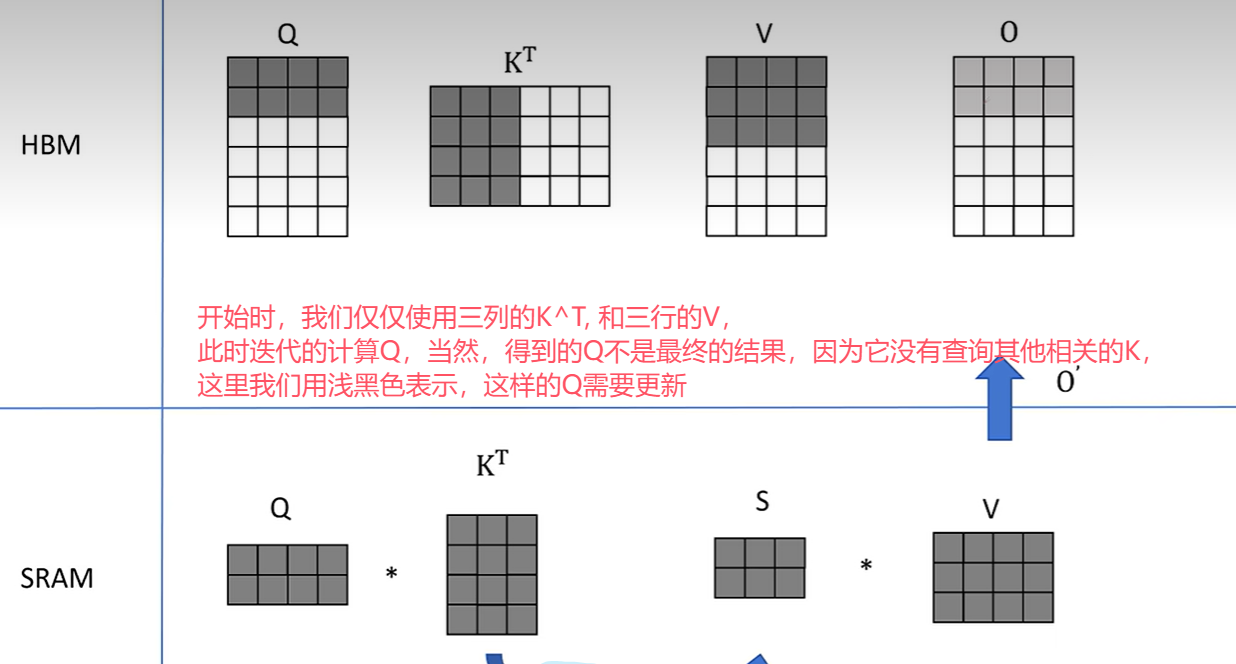 Q
K^T
V
O
HBM
开始时，我们仅仅使用三列的K^T, 和三行的V，
此时迭代的计算Q，当然，得到的Q不是最终的结果，因为它没有查询其他相关的K，
这里我们用浅黑色表示，这样的Q需要更新
O'
K^T
Q
S
V
SRAM
*
*